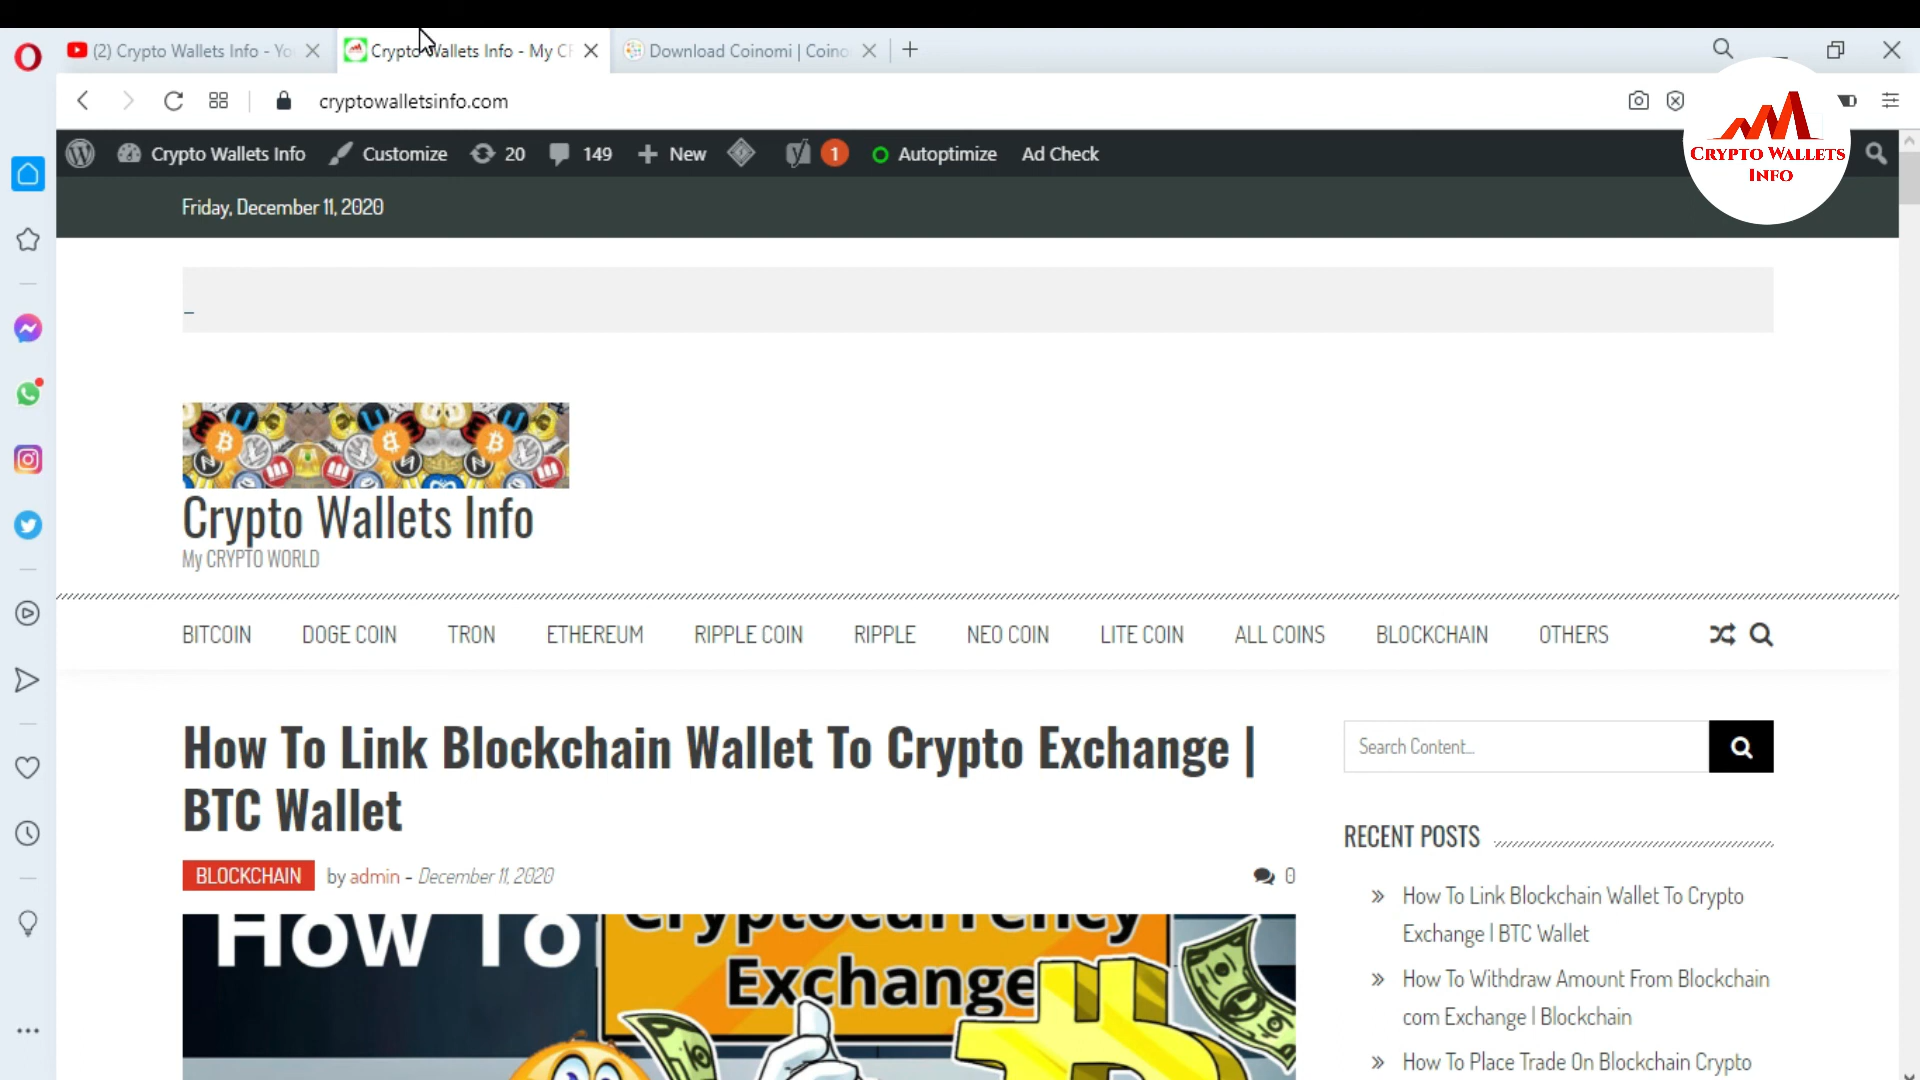 (2) Crypto Wallets Info - Yo
Crypto Wallets Info - My C
Download Coinomi | Coino
cryptowalletsinfo.com
Crypto Wallets Info
Customize
20
149
New
1
Autoptimize
Ad Check
CRYPTO WALLETS
INFO
Friday, December 11, 2020
Crypto Wallets Info
My CRYPTO WORLD
BITCOIN
DOGE COIN
TRON
ETHEREUM
RIPPLE COIN
RIPPLE
NEO COIN
LITE COIN
ALL COINS
BLOCKCHAIN
OTHERS
How To Link Blockchain Wallet To Crypto Exchange |
BTC Wallet
BLOCKCHAIN by admin - December 11, 2020
0
How To
Cryptocurrency
Exchange
Search Content...
RECENT POSTS
How To Link Blockchain Wallet To Crypto
Exchange | BTC Wallet
How To Withdraw Amount From Blockchain
com Exchange | Blockchain
How To Place Trade On Blockchain Crypto